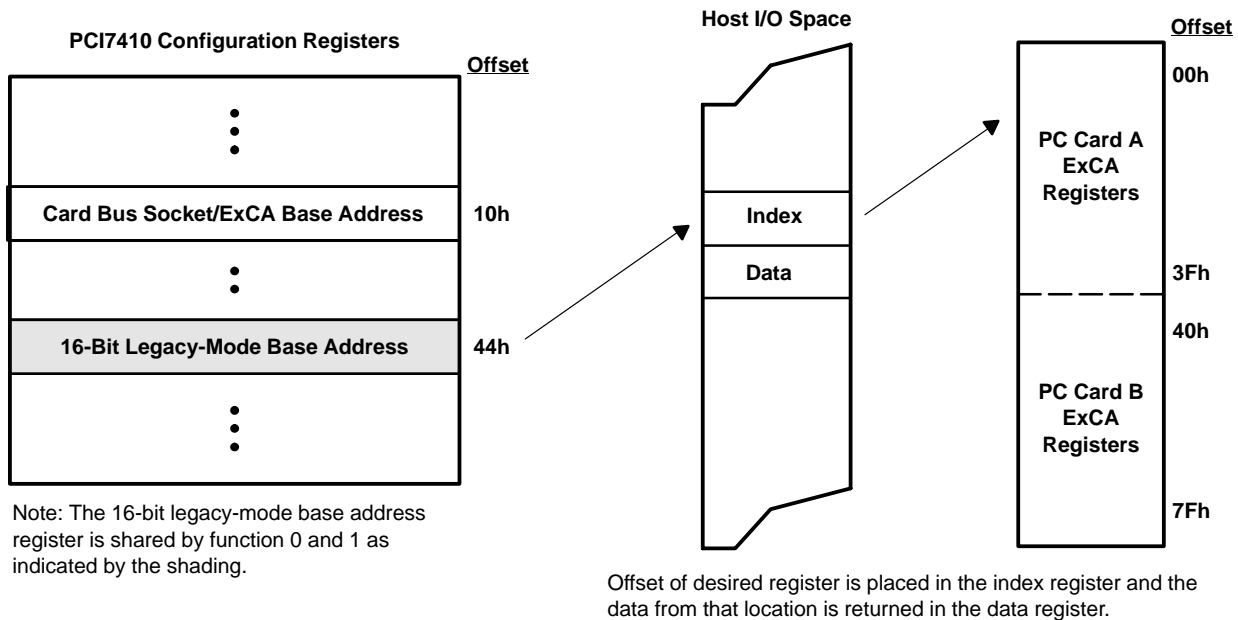 PCI7410 Configuration Registers
Offset
Card Bus Socket/ExCA Base Address
10h
16-Bit Legacy-Mode Base Address
44h
Note: The 16-bit legacy-mode base address
register is shared by function 0 and 1 as
indicated by the shading.
Host I/O Space
Index
Data
Offset
00h
PC Card A
ExCA
Registers
3Fh
40h
PC Card B
ExCA
Registers
7Fh
Offset of desired register is placed in the index register and the
data from that location is returned in the data register.